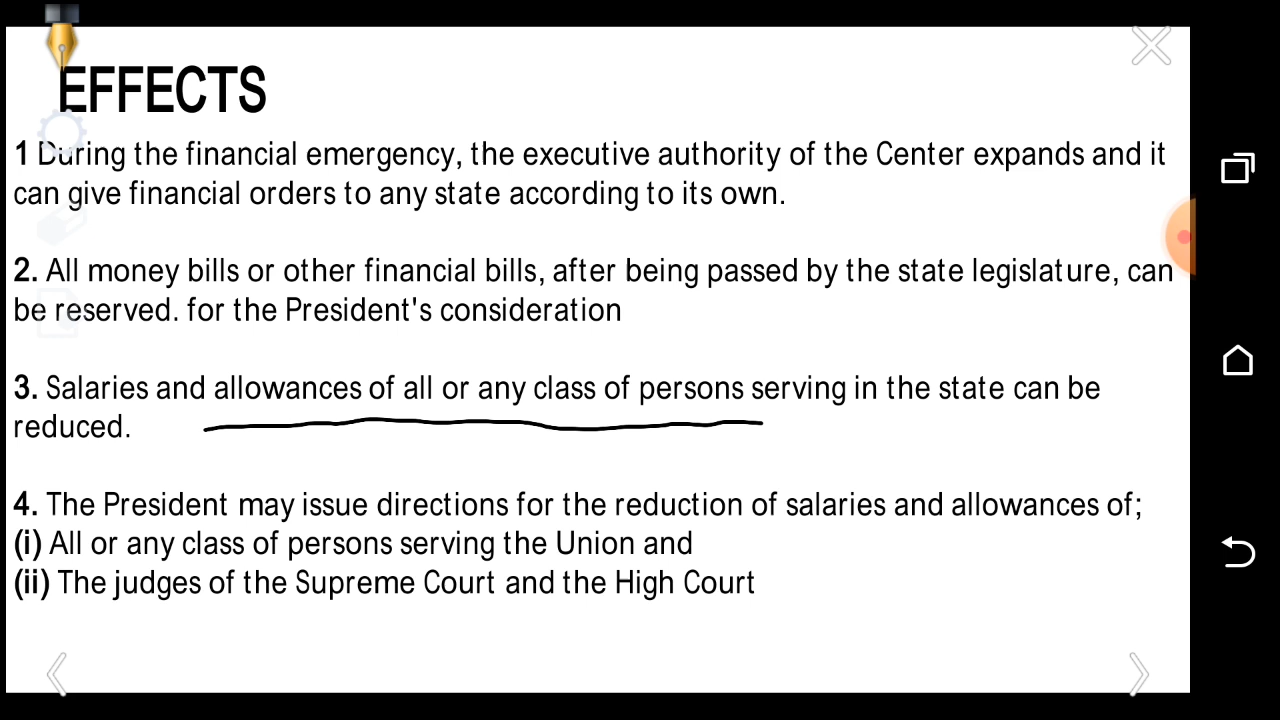 EFFECTS
1 During the financial emergency, the executive authority of the Center expands and it
can give financial orders to any state according to its own.
2. All money bills or other financial bills, after being passed by the state legislature, can
be reserved. for the President's consideration
3. Salaries and allowances of all or any class of persons serving in the state can be
reduced.
4. The President may issue directions for the reduction of salaries and allowances of;
(i) All or any class of persons serving the Union and
(ii) The judges of the Supreme Court and the High Court